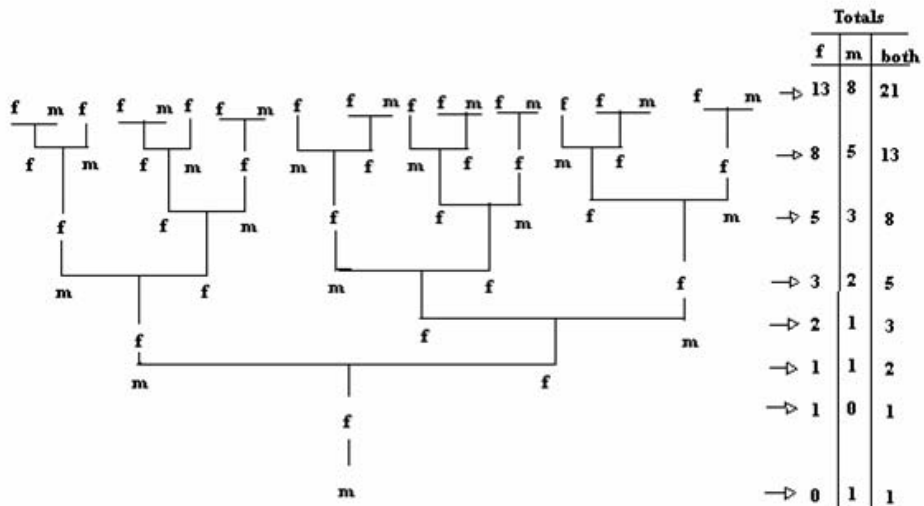 Totals
f m both
f m f f m f f m f f m f f m f m f f m f m 13 8 21
f m f m f m f m f f m f f 8 5 13
f f m f f m f m 5 3 8
m f m f f 3 2 5
f f m 2 1 3
m f 1 1 2
f 1 0 1
m 0 1 1